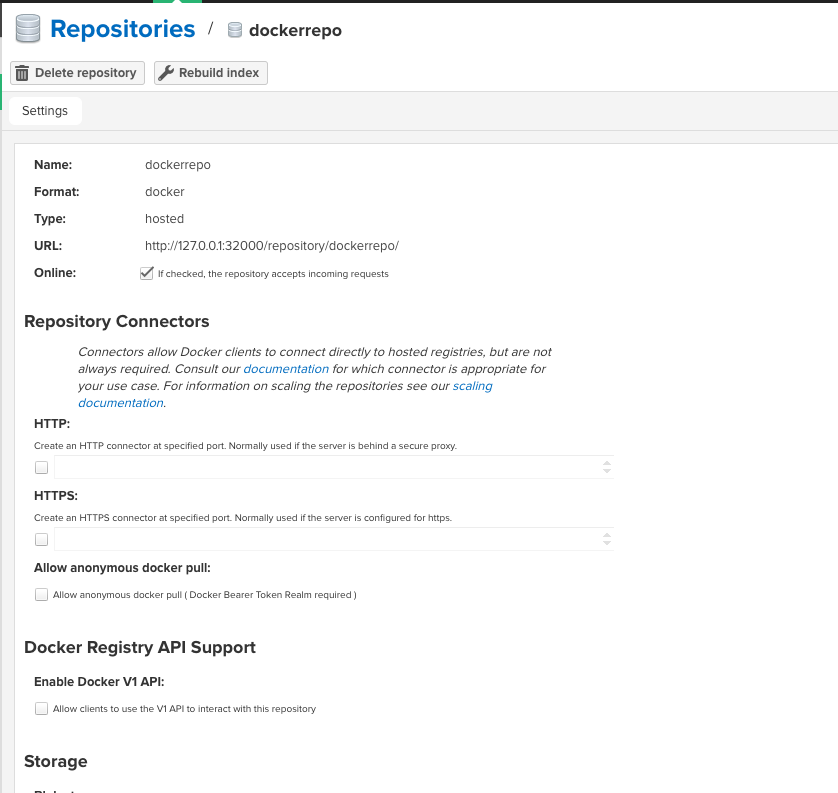 Repositories / dockerrepo
Delete repository Rebuild index
Settings
Name: dockerrepo
Format: docker
Type: hosted
URL: http://127.0.0.1:32000/repository/dockerrepo/
Online: If checked, the repository accepts incoming requests
Repository Connectors
Connectors allow Docker clients to connect directly to hosted registries, but are not
always required. Consult our documentation for which connector is appropriate for
your use case. For information on scaling the repositories see our scaling
documentation.
HTTP:
Create an HTTP connector at specified port. Normally used if the server is behind a secure proxy.
HTTPS:
Create an HTTPS connector at specified port. Normally used if the server is configured for https.
Allow anonymous docker pull:
Allow anonymous docker pull ( Docker Bearer Token Realm required )
Docker Registry API Support
Enable Docker V1 API:
Allow clients to use the V1 API to interact with this repository
Storage